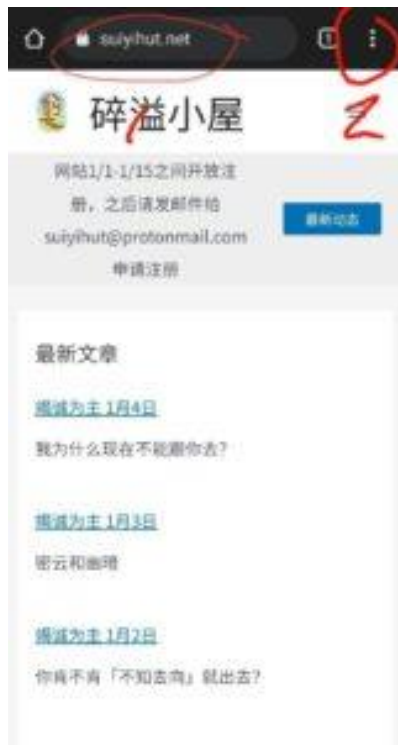 suiyihut.net
1
碎溢小屋
1
2
网站1/1-1/15之间开放注
册，之后请发邮件给
suiyihut@protonmail.com
申请注册
最新动态
最新文章
竭诚为主 1月4日
我为什么现在不能跟你去？
竭诚为主 1月3日
密云和幽暗
竭诚为主 1月2日
你肯不肯「不知去向」就出去？